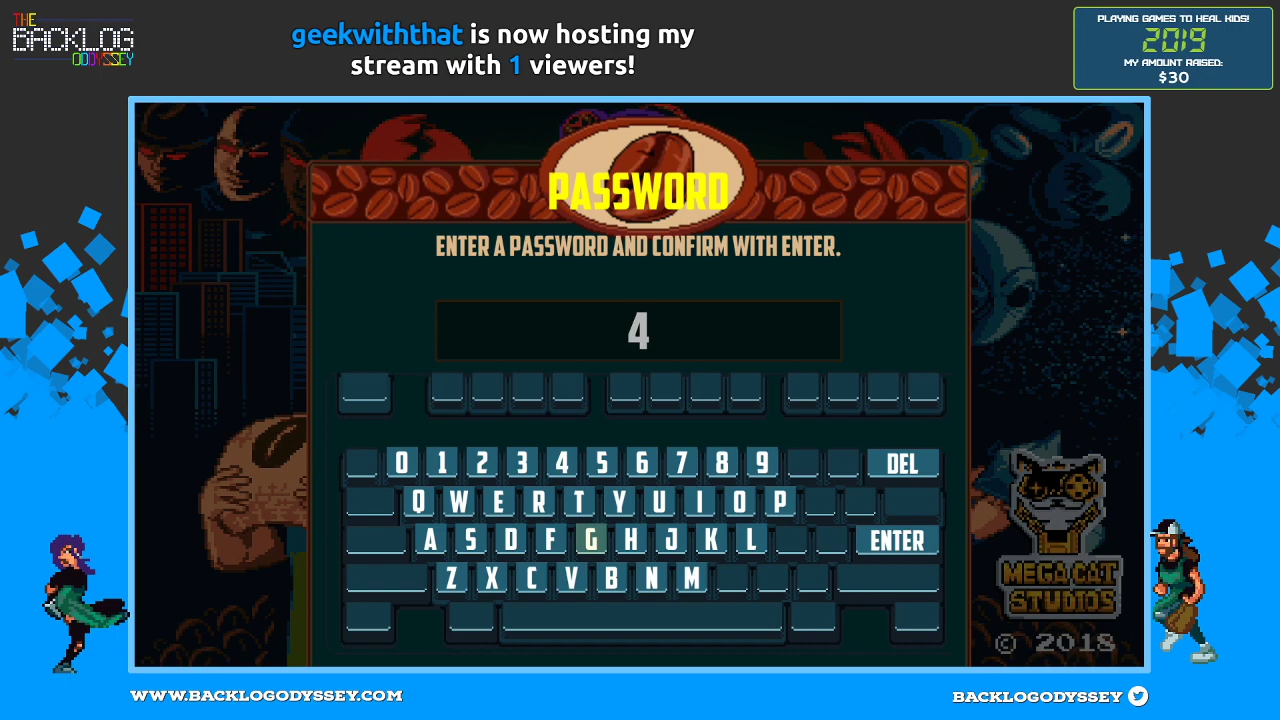 THE
BACKLOG
ODYSSEY
geekwiththat is now hosting my
stream with 1 viewers!
PLAYING GAMES TO HEAL KIDS!
2019
MY AMOUNT RAISED:
$30
PASSWORD
ENTER A PASSWORD AND CONFIRM WITH ENTER.
4
0 1 2 3 4 5 6 7 8 9 DEL
Q W E R T Y U I O P
A S D F G H J K L ENTER
Z X C V B N M
MEGA CAT
STUDIOS
© 2018
WWW.BACKLOGODYSSEY.COM
BACKLOGODYSSEY